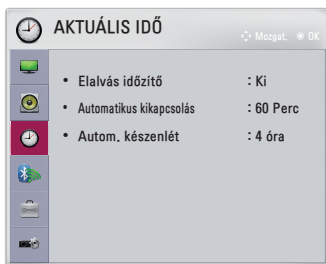 AKTUÁLIS IDŐ
Mozgat. OK
• Elalvás időzítő : Ki
• Automatikus kikapcsolás : 60 Perc
• Autom. készenlét : 4 óra